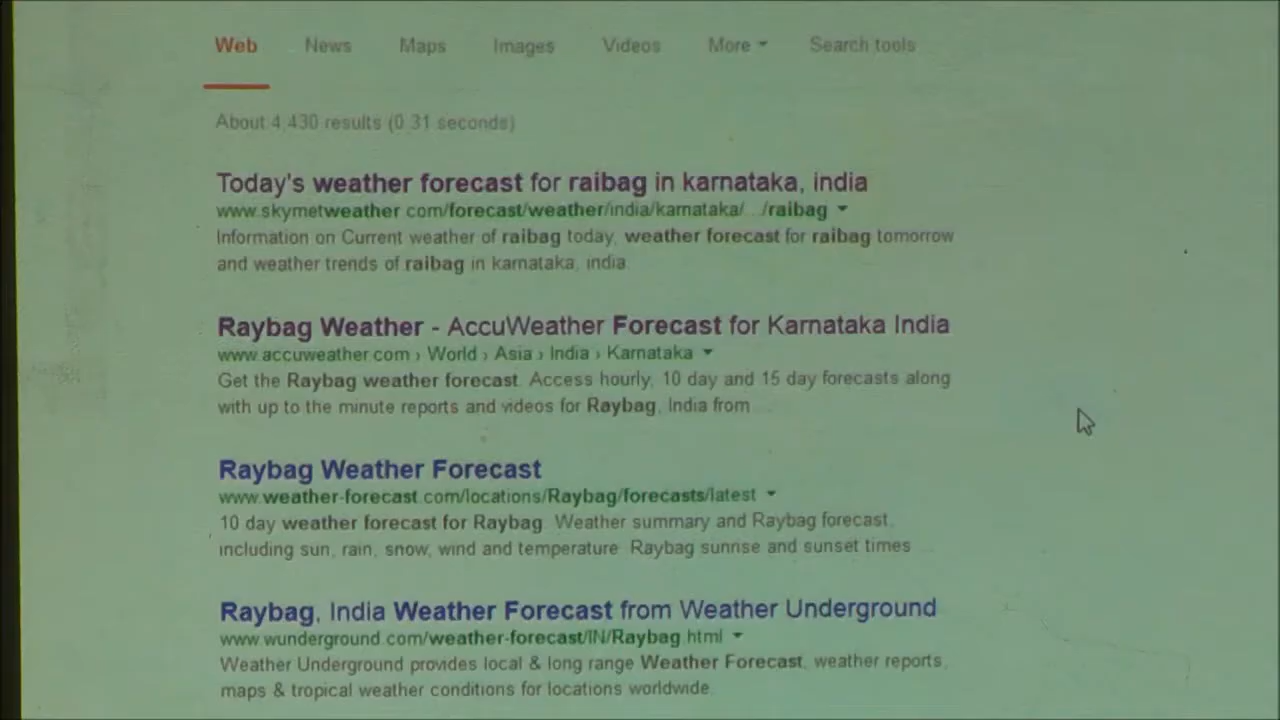 Web News Maps Images Videos More Search tools
About 4,430 results (0.31 seconds)
Today's weather forecast for raibag in karnataka, india
www.skymetweather.com/forecast/weather/india/karnataka/.../raibag
Information on Current weather of raibag today, weather forecast for raibag tomorrow
and weather trends of raibag in karnataka, india.
Raybag Weather - AccuWeather Forecast for Karnataka India
www.accuweather.com › World › Asia › India › Karnataka
Get the Raybag weather forecast. Access hourly, 10 day and 15 day forecasts along
with up to the minute reports and videos for Raybag, India from ...
Raybag Weather Forecast
www.weather-forecast.com/locations/Raybag/forecasts/latest
10 day weather forecast for Raybag. Weather summary and Raybag forecast,
including sun, rain, snow, wind and temperature. Raybag sunrise and sunset times ...
Raybag, India Weather Forecast from Weather Underground
www.wunderground.com/weather-forecast/IN/Raybag.html
Weather Underground provides local & long range Weather Forecast, weather reports,
maps & tropical weather conditions for locations worldwide.